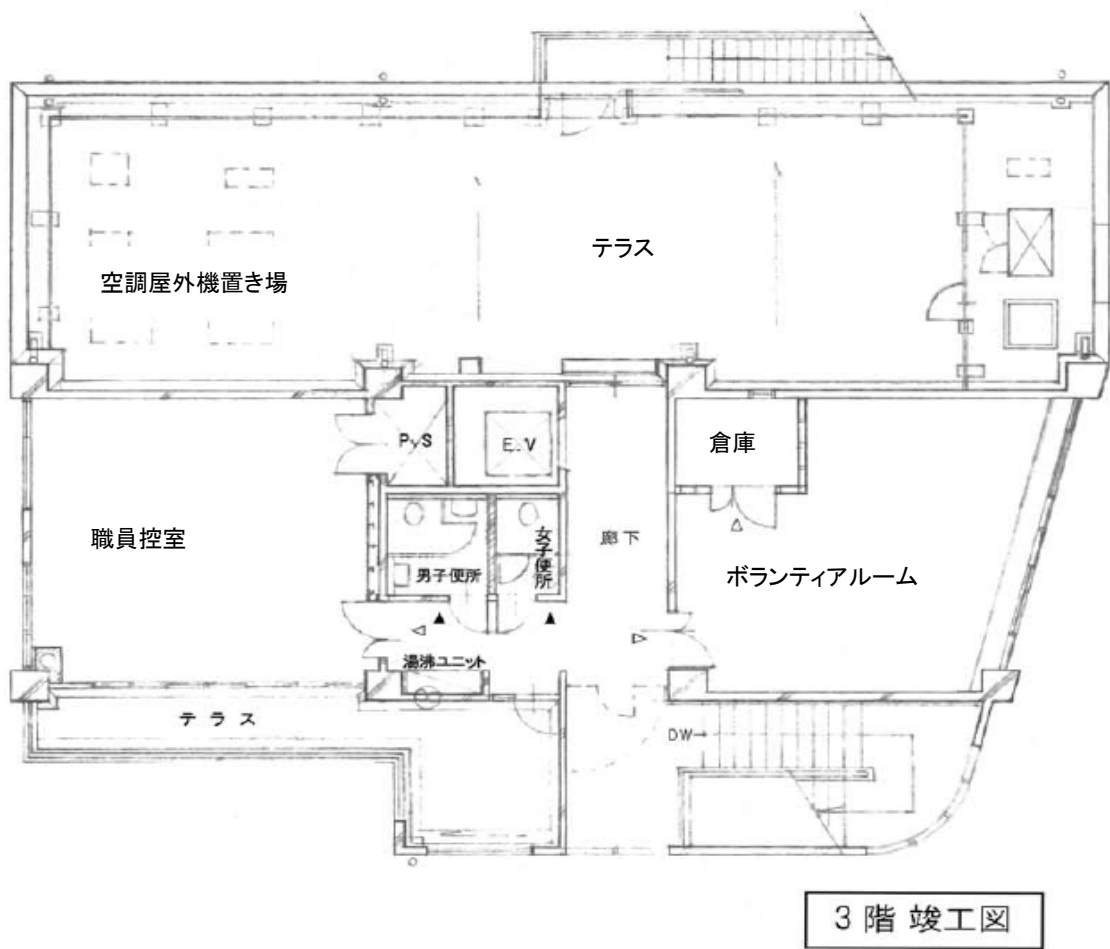 テラス
空調屋外機置き場
P.S
E.V
倉庫
職員控室
女子便所
廊下
男子便所
ボランティアルーム
湯沸ユニット
テラス
DW
3階 竣工図